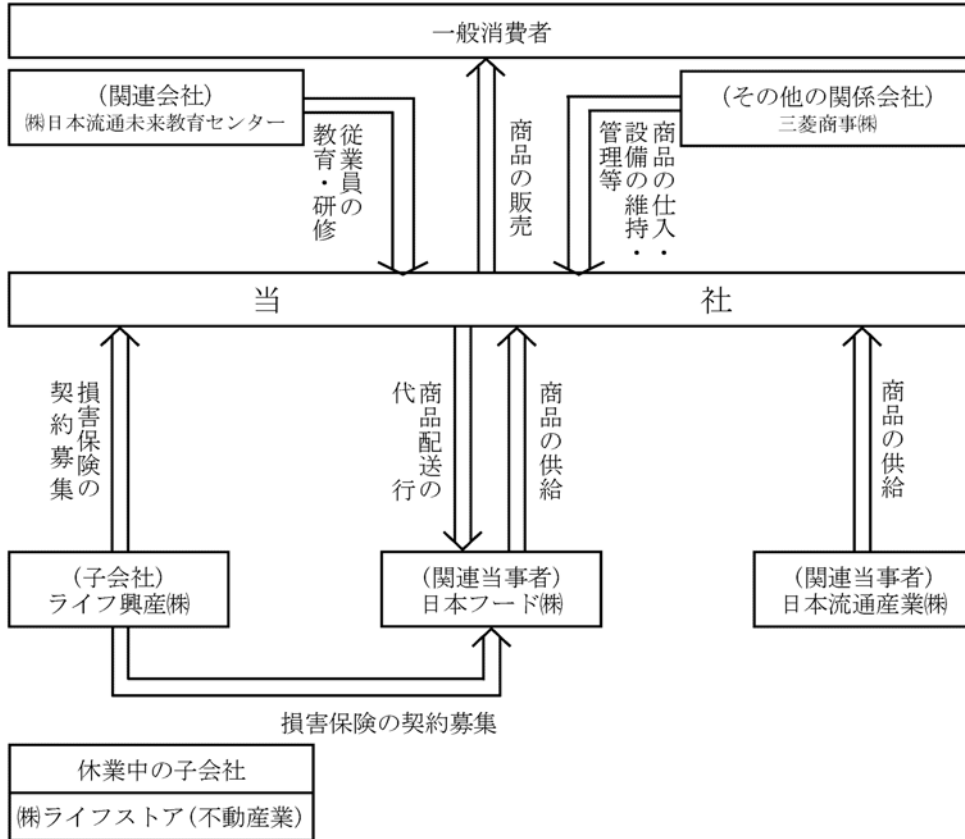 一般消費者
(関連会社)
㈱日本流通未来教育センター
(その他の関係会社)
三菱商事㈱
従業員の
教育・研修
商品の販売
商品の仕入・
設備の維持・
管理等
当社
損害保険の
契約募集
商品配送の
代行
商品の供給
商品の供給
(子会社)
ライフ興産㈱
(関連当事者)
日本フード㈱
(関連当事者)
日本流通産業㈱
損害保険の契約募集
休業中の子会社
㈱ライフストア(不動産業)